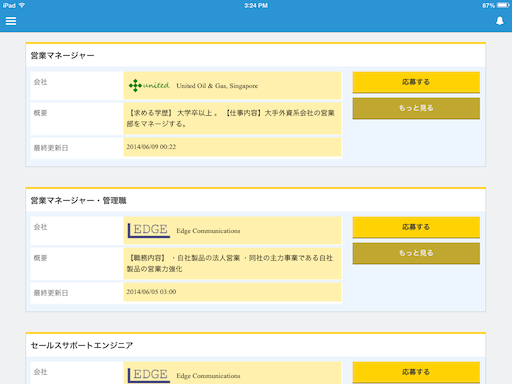 iPad 3:24 PM 87%
営業マネージャー
会社 united United Oil & Gas, Singapore 応募する
もっと見る
概要 【求める学歴】 大学卒以上 。 【仕事内容】大手外資系会社の営業
部をマネージする。
最終更新日 2014/06/09 00:22
営業マネージャー・管理職
会社 EDGE Edge Communications 応募する
もっと見る
概要 【職務内容】 ・自社製品の法人営業 ・同社の主力事業である自社
製品の営業力強化
最終更新日 2014/06/05 03:00
セールスサポートエンジニア
会社 EDGE Edge Communications 応募する
もっと見る